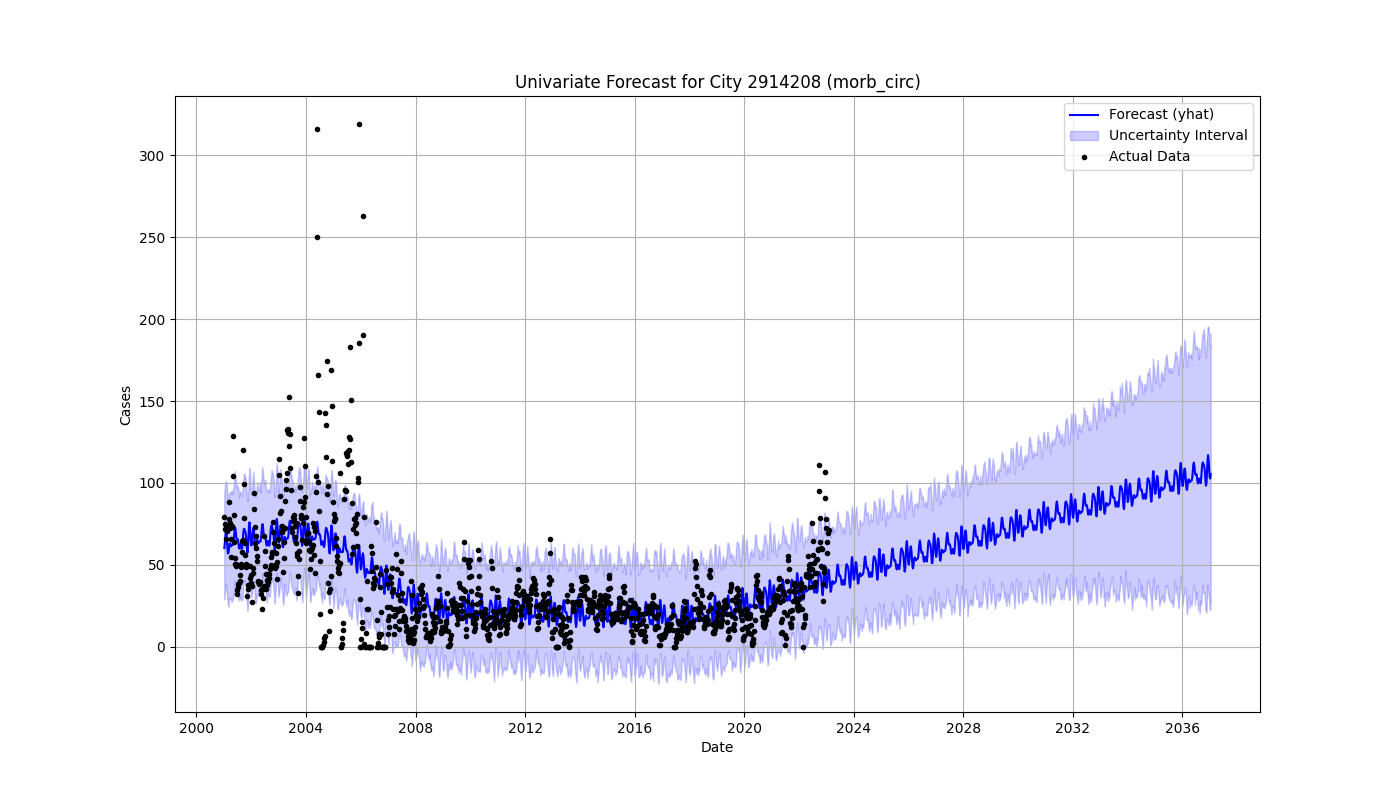 Univariate Forecast for City 2914208 (morb_circ)
Forecast (yhat)
Uncertainty Interval
Actual Data
300
250
200
150
100
50
0
Cases
2000 2004 2008 2012 2016 2020 2024 2028 2032 2036
Date